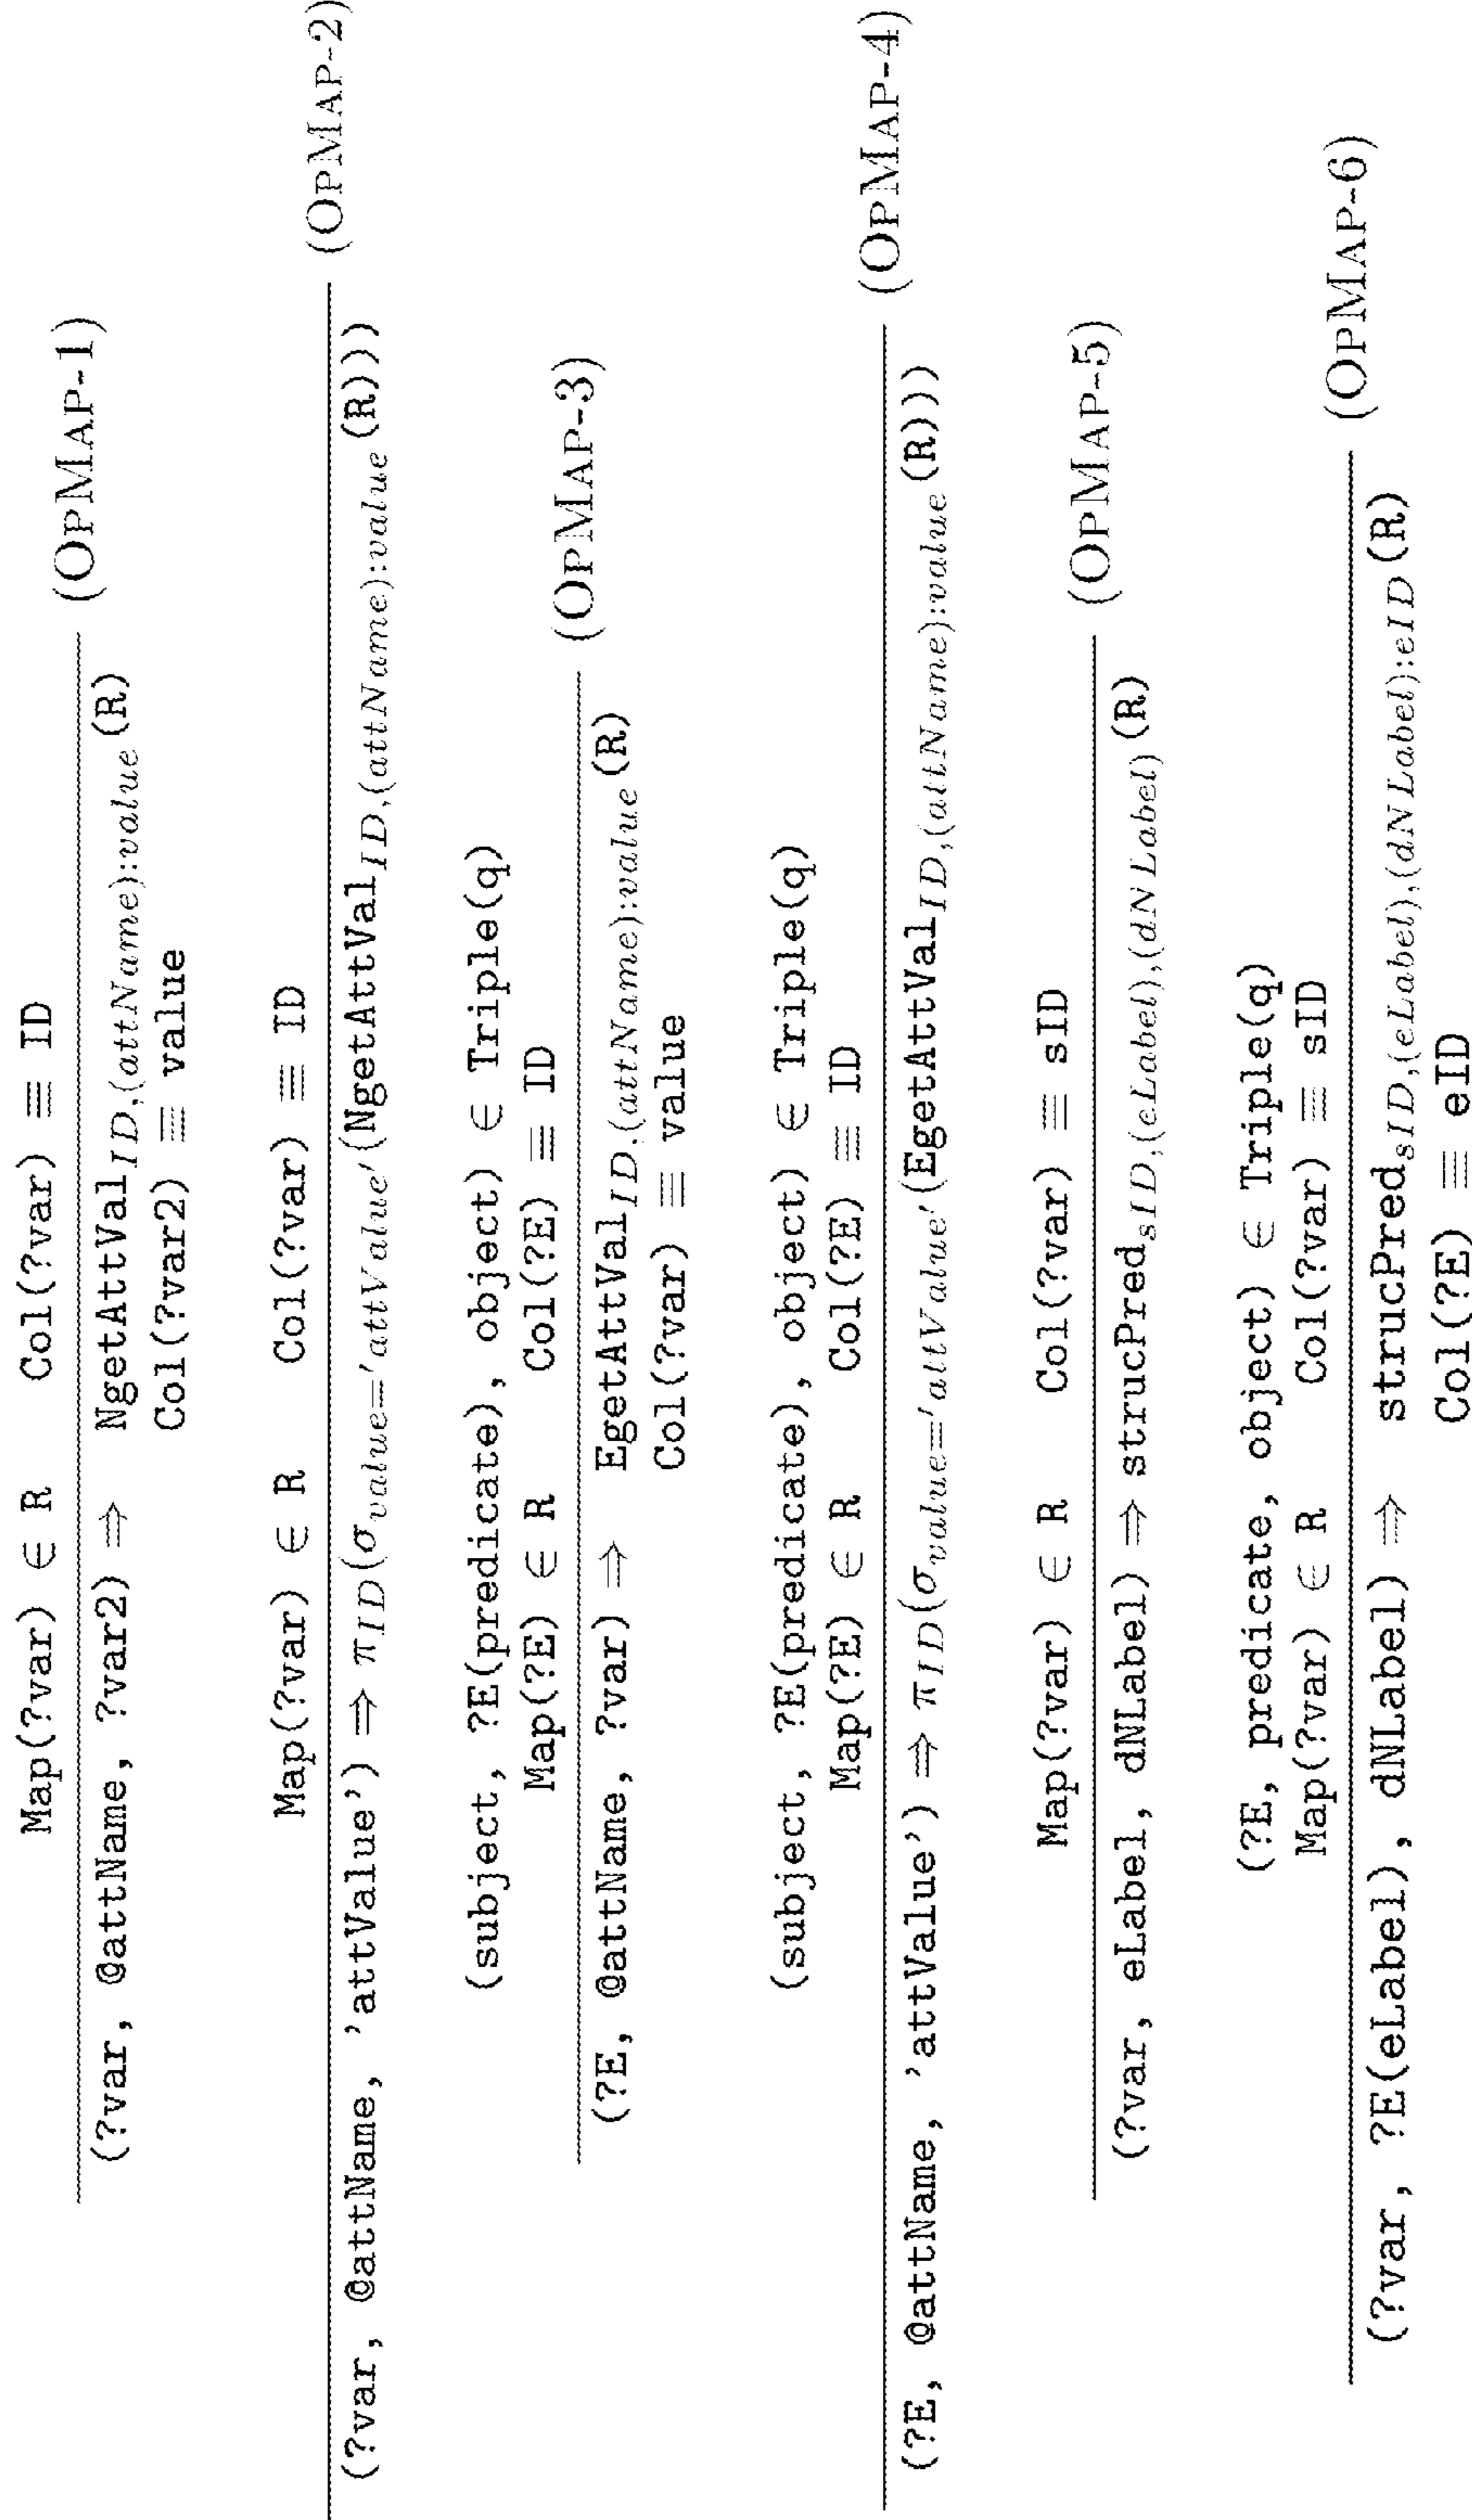 Map(?var) ∈ R Col(?var) ≡ ID
(OPMAP-1)
(?var, @attName, ?var2) ⇒ NgetAttVal_{ID,(attName):value}(R)
Col(?var2) ≡ value
Map(?var) ∈ R Col(?var) ≡ ID
(OPMAP-2)
(?var, @attName, 'attValue') ⇒ π_{ID}(σ_{value='attValue'}(NgetAttVal_{ID,(attName):value}(R)))
(subject, ?E(predicate), object) ∈ Triple(q)
Map(?E) ∈ R Col(?E) ≡ ID
(OPMAP-3)
(?E, @attName, ?var) ⇒ EgetAttVal_{ID,(attName):value}(R)
Col(?var) ≡ value
(subject, ?E(predicate), object) ∈ Triple(q)
Map(?E) ∈ R Col(?E) ≡ ID
(OPMAP-4)
(?E, @attName, 'attValue') ⇒ π_{ID}(σ_{value='attValue'}(EgetAttVal_{ID,(attName):value}(R)))
Map(?var) ∈ R Col(?var) ≡ sID
(OPMAP-5)
(?var, eLabel, dNLabel) ⇒ strucPred_{sID,(eLabel),(dNLabel)}(R)
(?E, predicate, object) ∈ Triple(q)
Map(?var) ∈ R Col(?var) ≡ sID
(OPMAP-6)
(?var, ?E(eLabel), dNLabel) ⇒ strucPred_{sID,(eLabel),(dNLabel):eID}(R)
Col(?E) ≡ eID